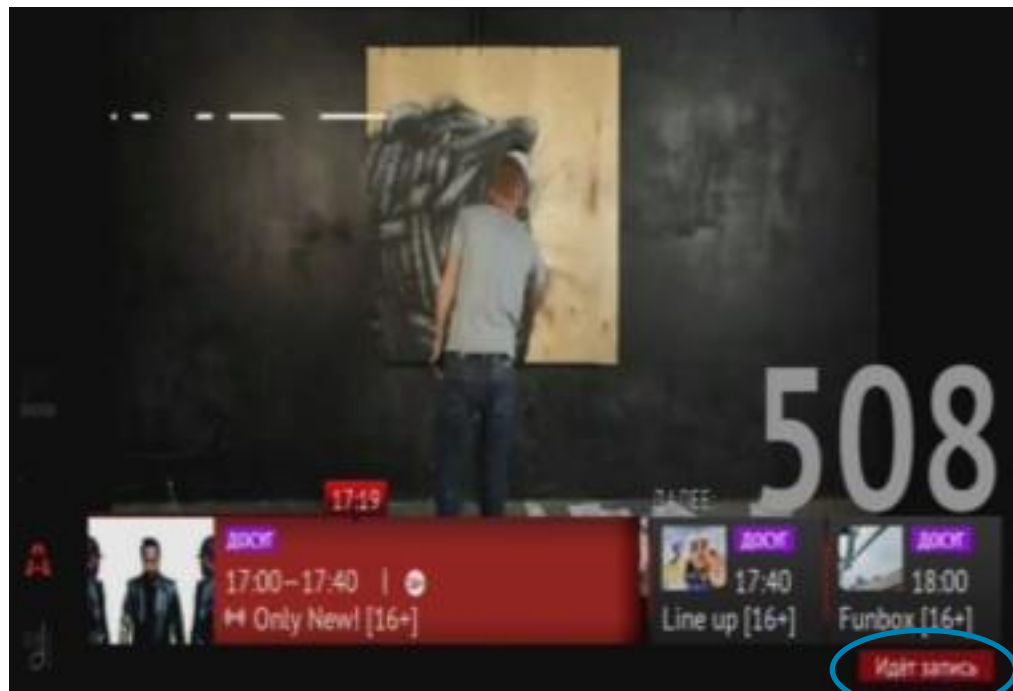 508
17:19
ДАЛЕЕ:
ДОСУГ
17:00—17:40
Only New! [16+]
ДОСУГ
17:40
Line up [16+]
ДОСУГ
18:00
Funbox [16+]
Идёт запись